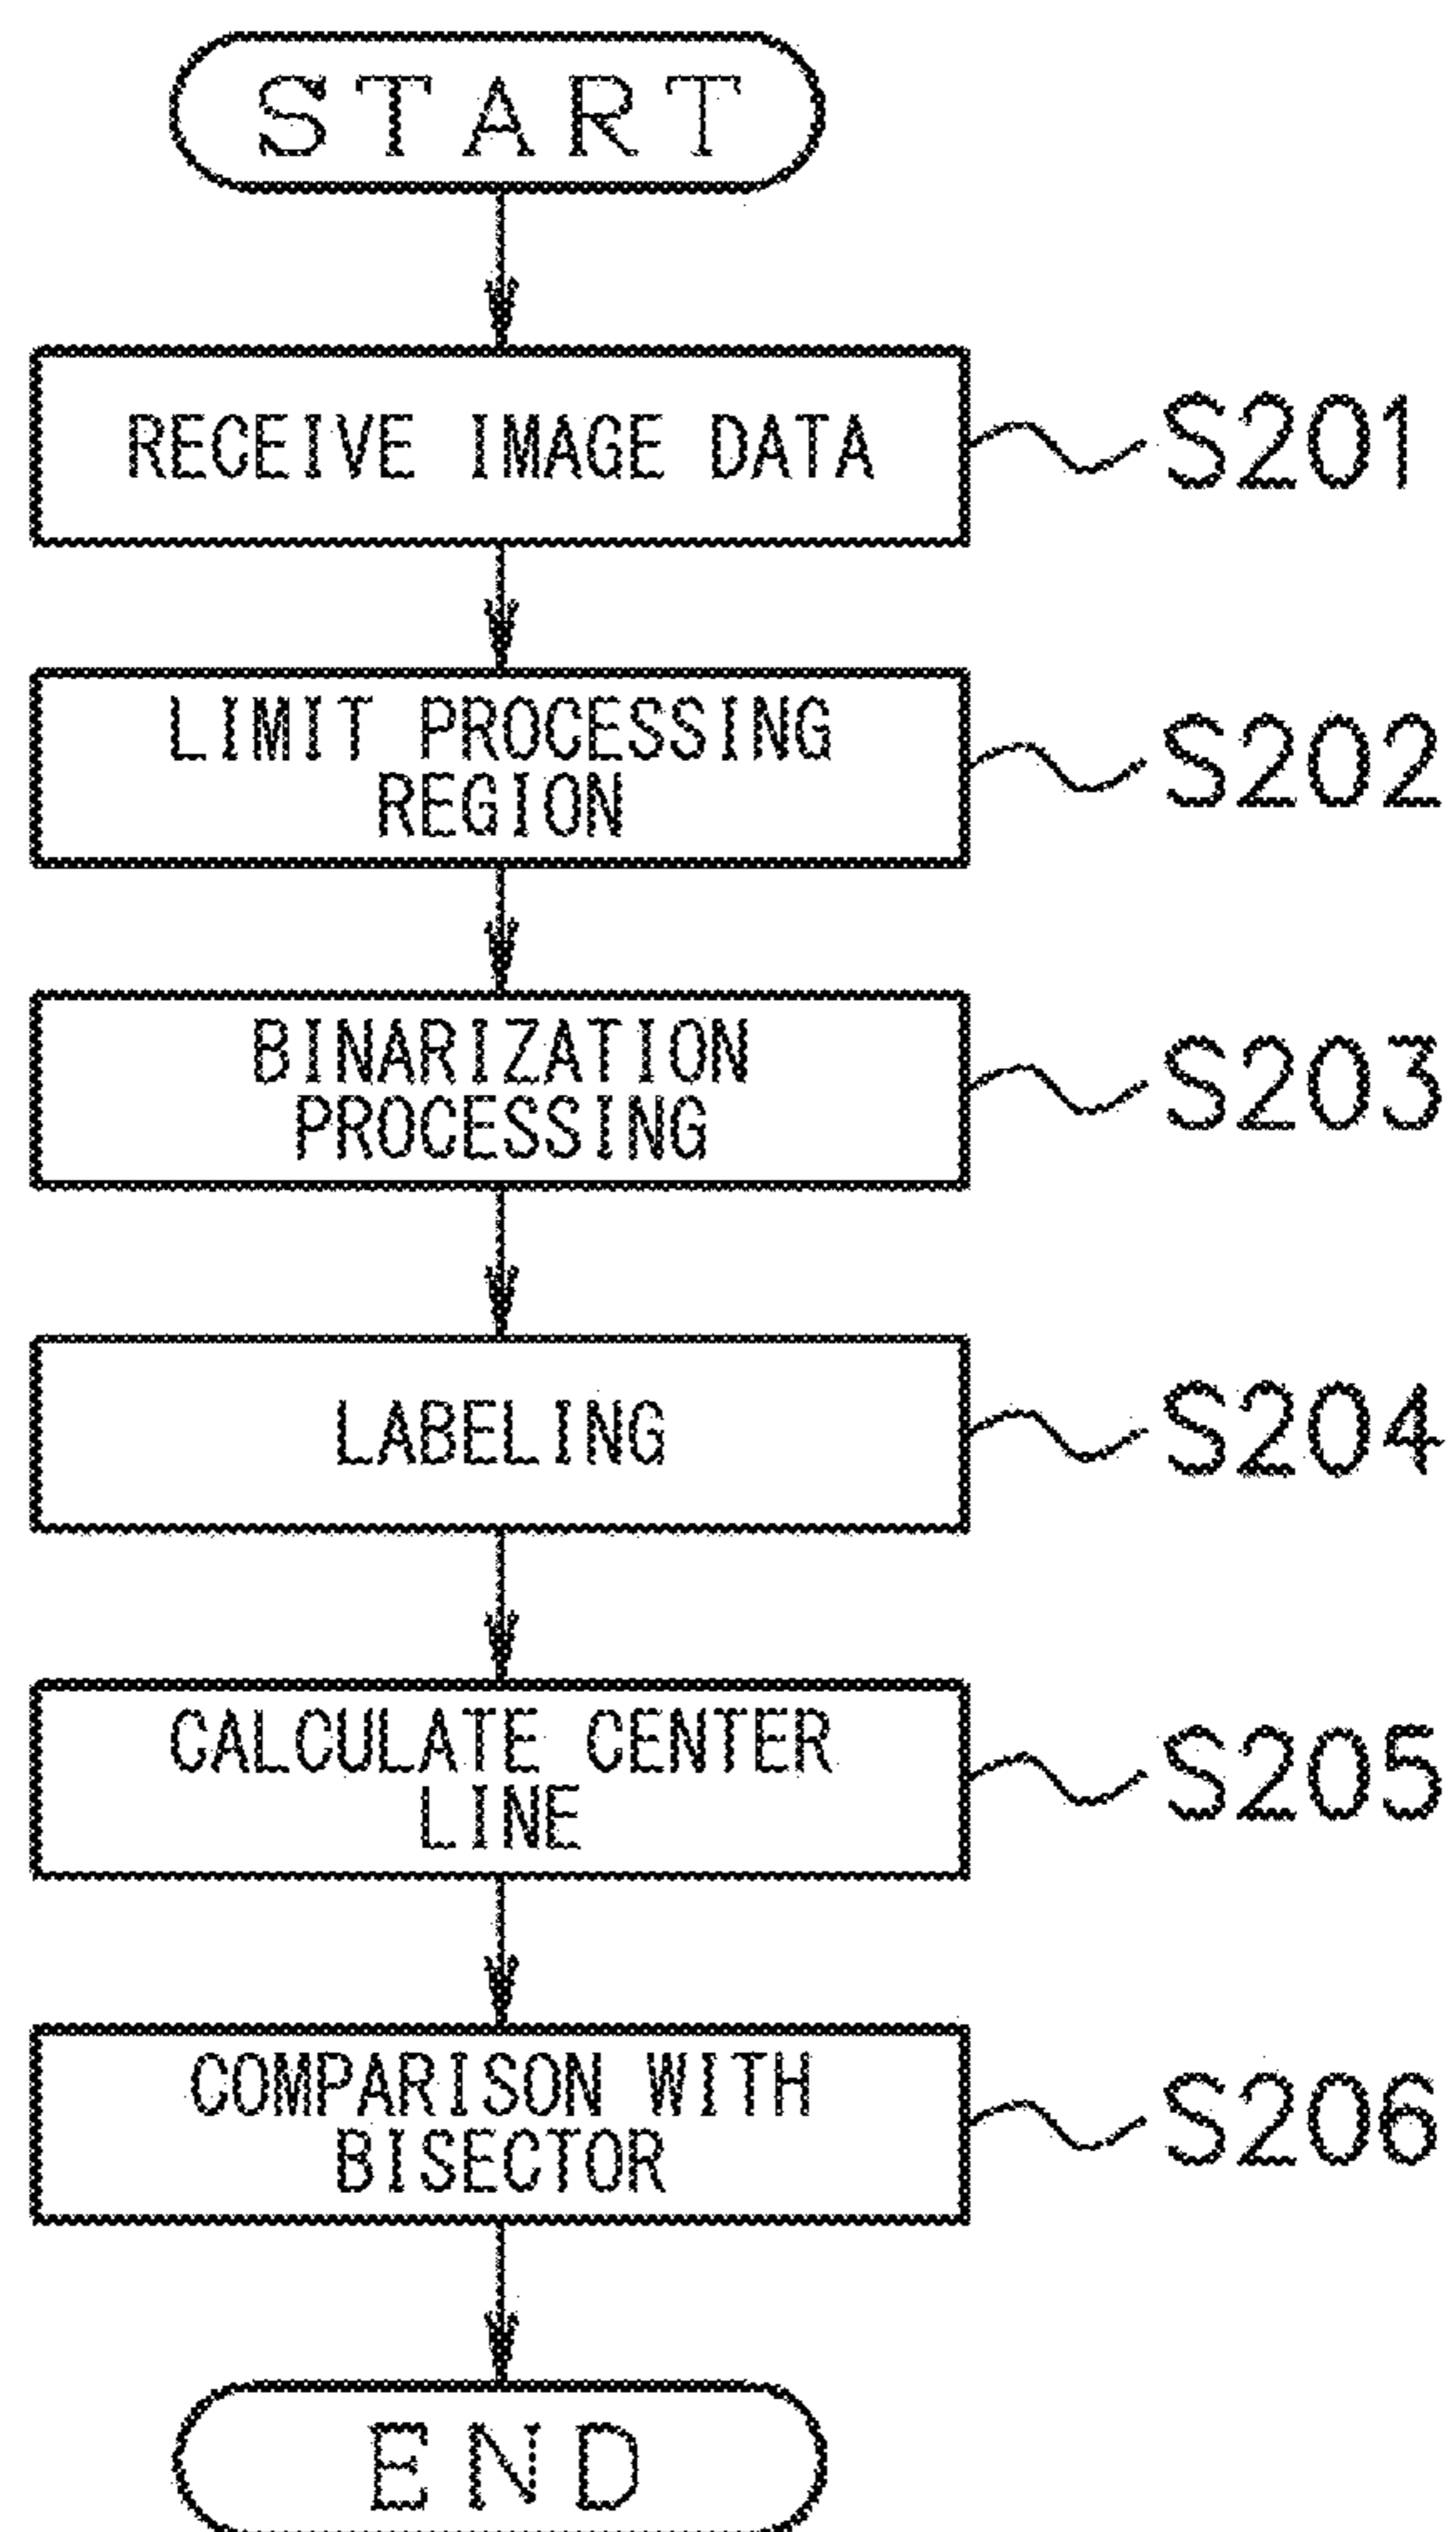 START
RECEIVE IMAGE DATA
S201
LIMIT PROCESSING
REGION
S202
BINARIZATION
PROCESSING
S203
LABELING
S204
CALCULATE CENTER
LINE
S205
COMPARISON WITH
BISECTOR
S206
END